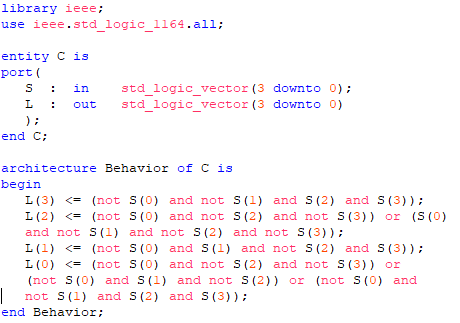 library ieee;
use ieee.std_logic_1164.all;
entity C is
port(
S : in std_logic_vector(3 downto 0);
L : out std_logic_vector(3 downto 0)
);
end C;
architecture Behavior of C is
begin
L(3) <= (not S(0) and not S(1) and S(2) and S(3));
L(2) <= (not S(0) and not S(2) and not S(3)) or (S(0)
and not S(1) and not S(2) and not S(3));
L(1) <= (not S(0) and S(1) and not S(2) and S(3));
L(0) <= (not S(0) and not S(2) and not S(3)) or
(not S(0) and S(1) and not S(2)) or (not S(0) and
not S(1) and S(2) and S(3));
end Behavior;